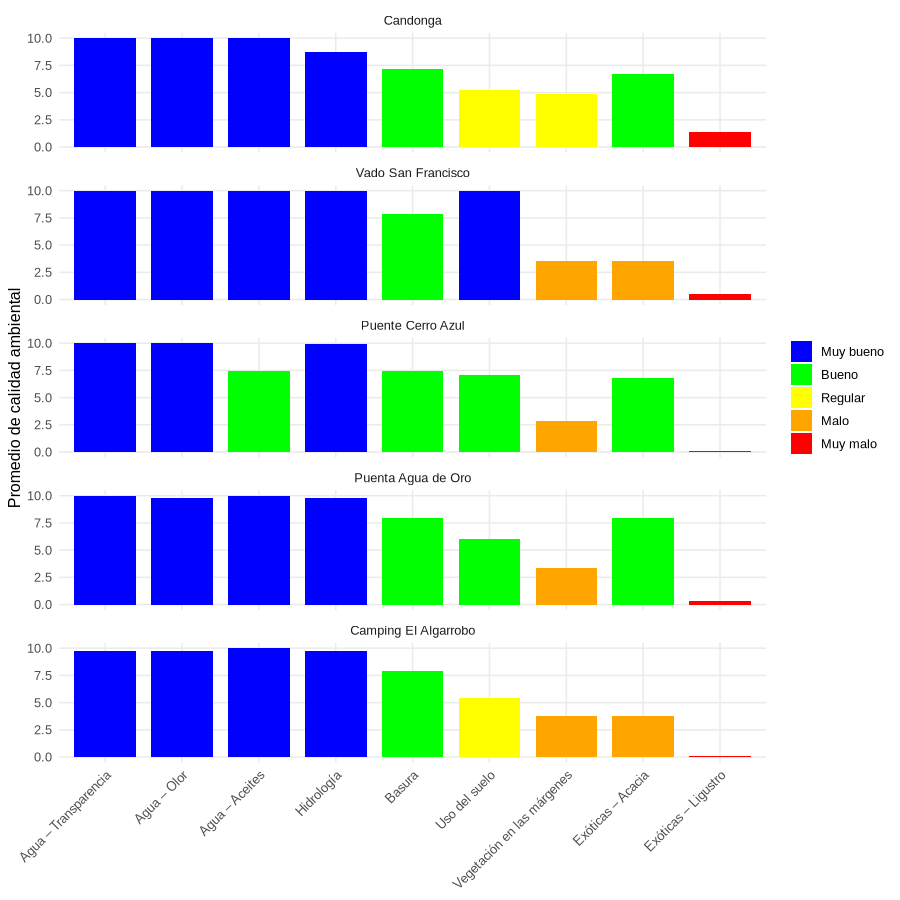 Candonga
10.0
7.5
5.0
2.5
0.0
Vado San Francisco
10.0
7.5
5.0
2.5
0.0
Puente Cerro Azul
10.0
7.5
5.0
2.5
0.0
Puenta Agua de Oro
10.0
7.5
5.0
2.5
0.0
Camping El Algarrobo
10.0
7.5
5.0
2.5
0.0
Promedio de calidad ambiental
Agua – Transparencia
Agua – Olor
Agua – Aceites
Hidrología
Basura
Uso del suelo
Vegetación en las márgenes
Exóticas – Acacia
Exóticas – Ligustro
Muy bueno
Bueno
Regular
Malo
Muy malo